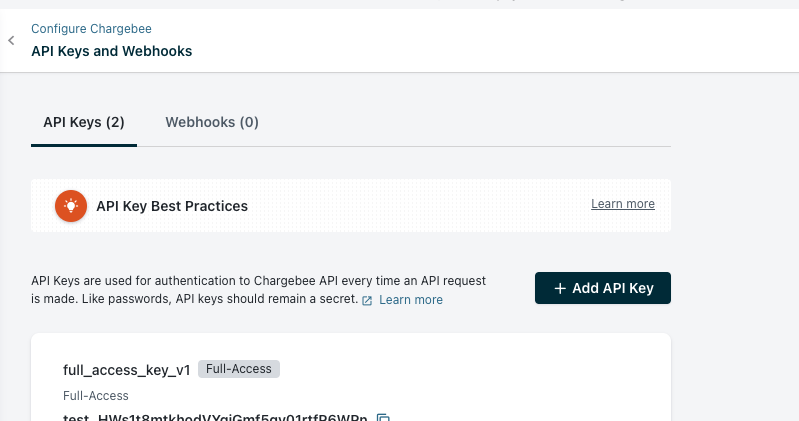 Configure Chargebee
API Keys and Webhooks
API Keys (2)
Webhooks (0)
API Key Best Practices
Learn more
API Keys are used for authentication to Chargebee API every time an API request
is made. Like passwords, API keys should remain a secret. Learn more
+ Add API Key
full_access_key_v1 Full-Access
Full-Access